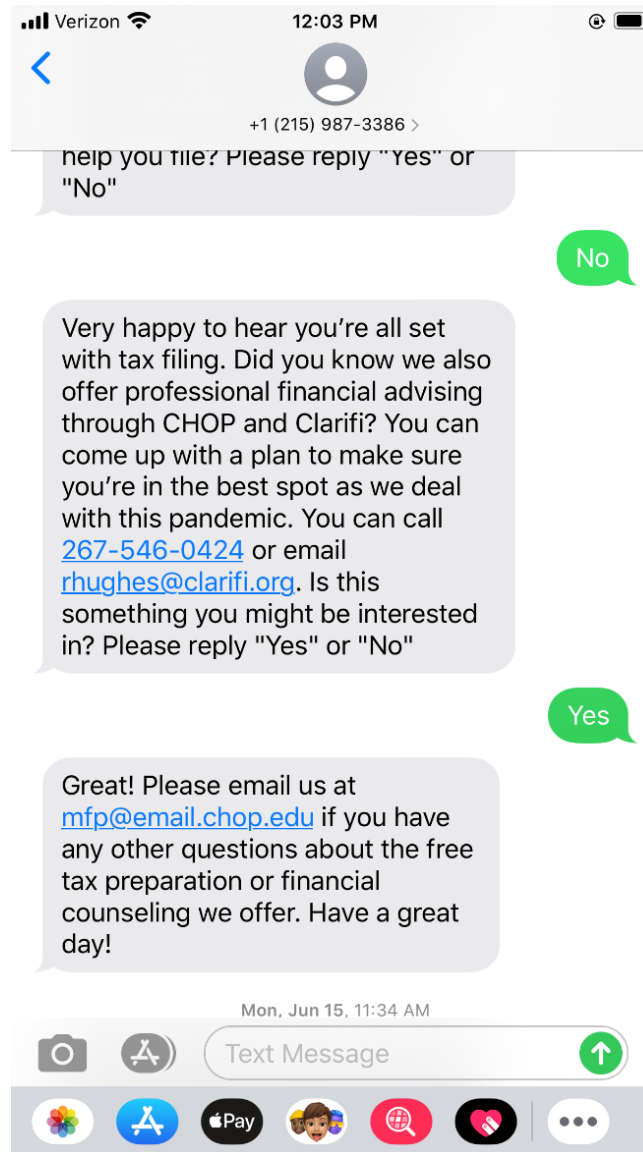 Verizon 12:03 PM
+1 (215) 987-3386 >
help you file? Please reply "Yes" or
"No"
No
Very happy to hear you’re all set
with tax filing. Did you know we also
offer professional financial advising
through CHOP and Clarifi? You can
come up with a plan to make sure
you’re in the best spot as we deal
with this pandemic. You can call
267-546-0424 or email
rhughes@clarifi.org. Is this
something you might be interested
in? Please reply "Yes" or "No"
Yes
Great! Please email us at
mfp@email.chop.edu if you have
any other questions about the free
tax preparation or financial
counseling we offer. Have a great
day!
Mon, Jun 15, 11:34 AM
Text Message
Pay